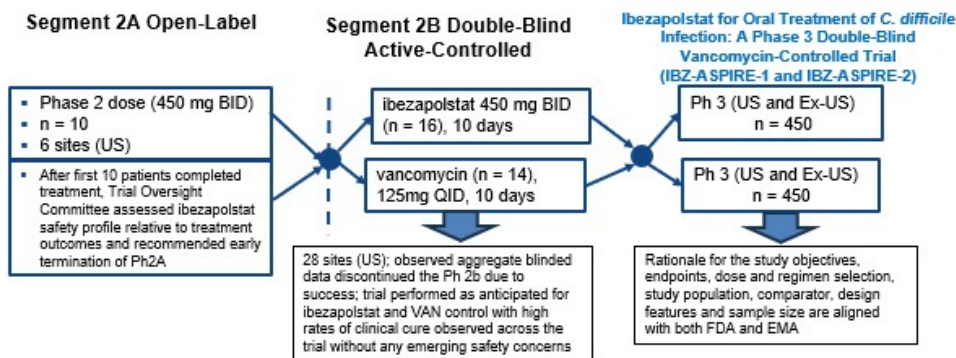 Segment 2A Open-Label
▪ Phase 2 dose (450 mg BID)
▪ n = 10
▪ 6 sites (US)
▪ After first 10 patients completed
treatment, Trial Oversight
Committee assessed ibezapolstat
safety profile relative to treatment
outcomes and recommended early
termination of Ph2A
Segment 2B Double-Blind
Active-Controlled
ibezapolstat 450 mg BID
(n = 16), 10 days
vancomycin (n = 14),
125mg QID, 10 days
28 sites (US); observed aggregate blinded
data discontinued the Ph 2b due to
success; trial performed as anticipated for
ibezapolstat and VAN control with high
rates of clinical cure observed across the
trial without any emerging safety concerns
Ibezapolstat for Oral Treatment of C. difficile
Infection: A Phase 3 Double-Blind
Vancomycin-Controlled Trial
(IBZ-ASPIRE-1 and IBZ-ASPIRE-2)
Ph 3 (US and Ex-US)
n = 450
Ph 3 (US and Ex-US)
n = 450
Rationale for the study objectives,
endpoints, dose and regimen selection,
study population, comparator, design
features and sample size are aligned
with both FDA and EMA